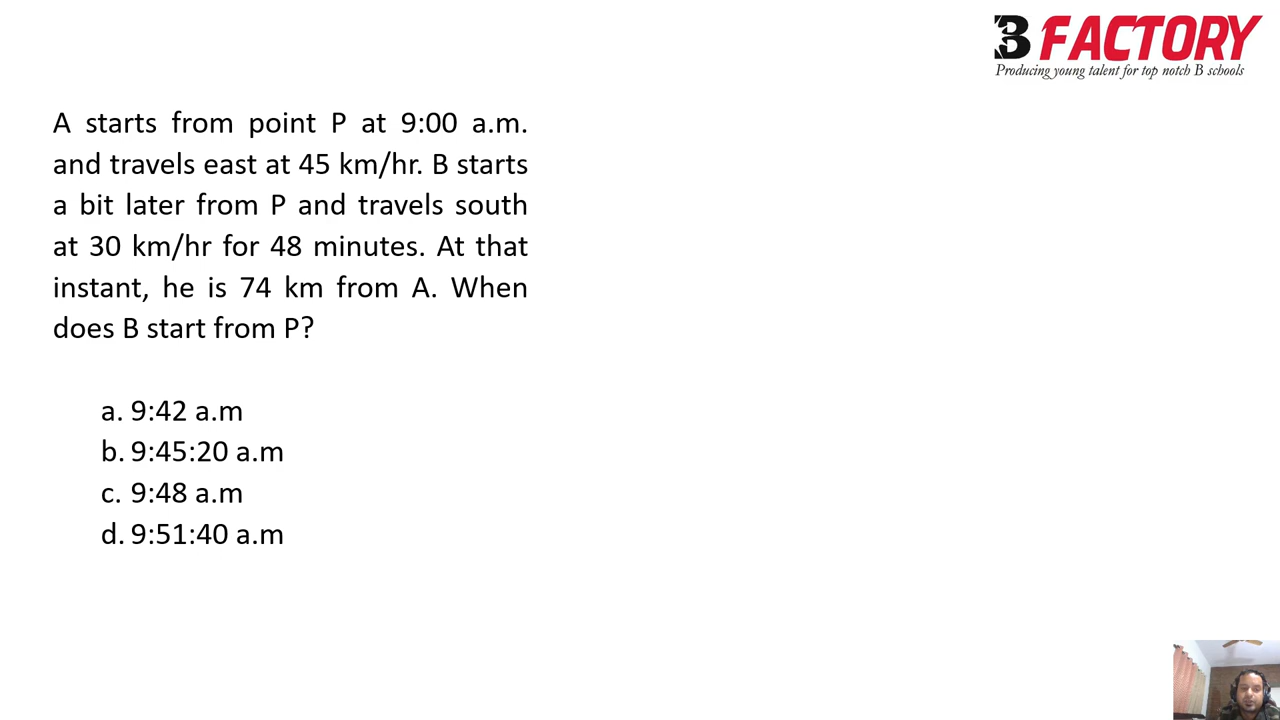 B FACTORY
Producing young talent for top notch B schools
A starts from point P at 9:00 a.m.
and travels east at 45 km/hr. B starts
a bit later from P and travels south
at 30 km/hr for 48 minutes. At that
instant, he is 74 km from A. When
does B start from P?
a. 9:42 a.m
b. 9:45:20 a.m
c. 9:48 a.m
d. 9:51:40 a.m